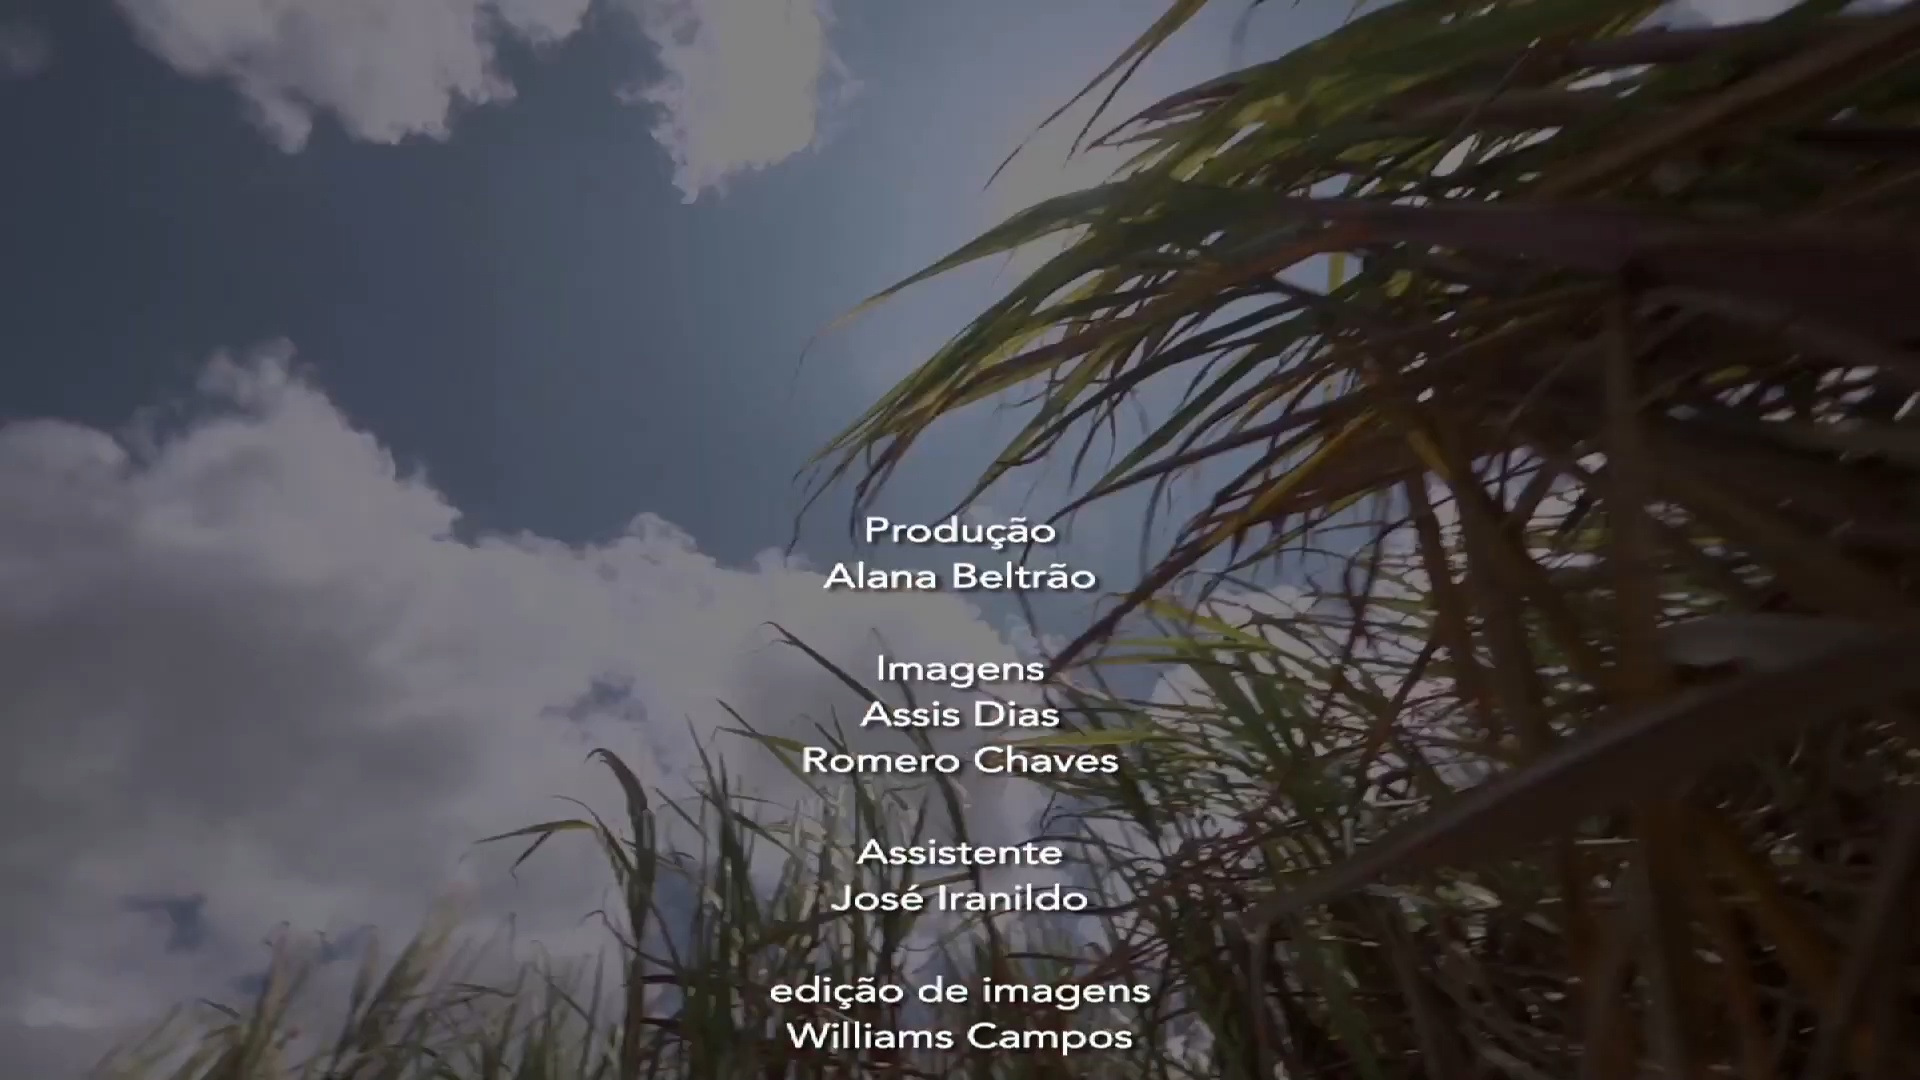 Produção
Alana Beltrão
Imagens
Assis Dias
Romero Chaves
Assistente
José Iranildo
edição de imagens
Williams Campos